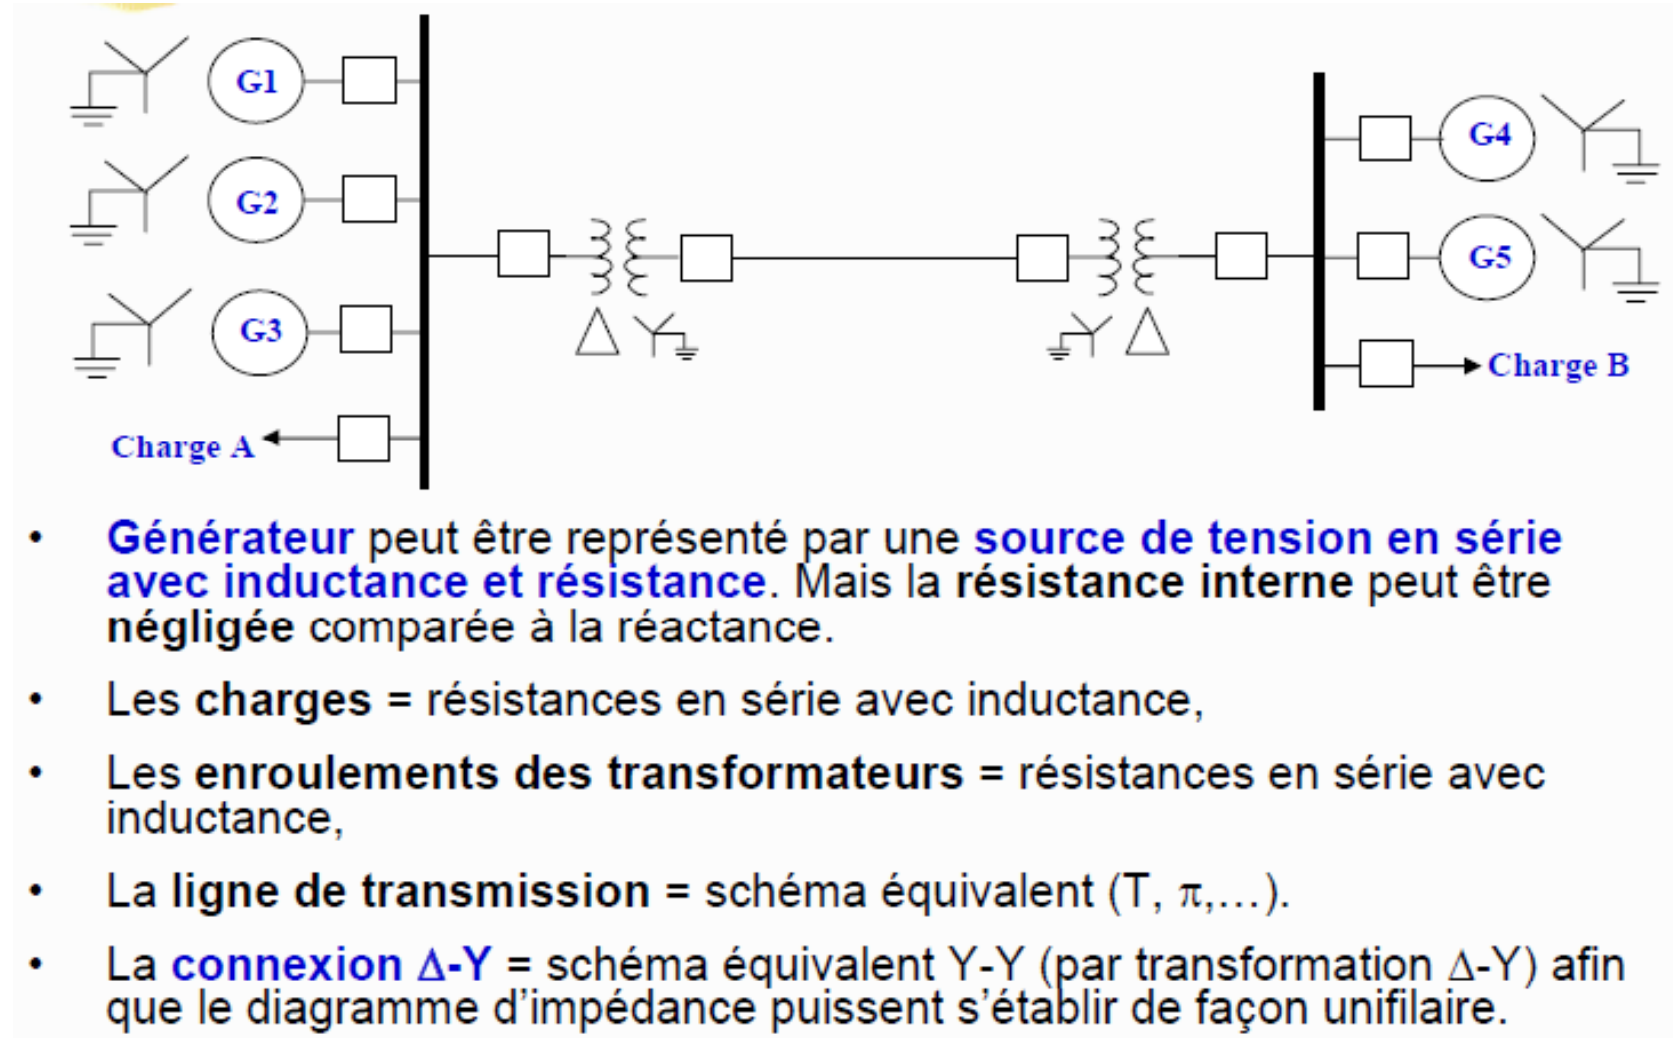 G1
G2
G3
Charge A
G4
G5
Charge B
• Générateur peut être représenté par une source de tension en série
avec inductance et résistance. Mais la résistance interne peut être
négligée comparée à la réactance.
• Les charges = résistances en série avec inductance,
• Les enroulements des transformateurs = résistances en série avec
inductance,
• La ligne de transmission = schéma équivalent (T, π,...).
• La connexion Δ-Y = schéma équivalent Y-Y (par transformation Δ-Y) afin
que le diagramme d'impédance puissent s'établir de façon unifilaire.